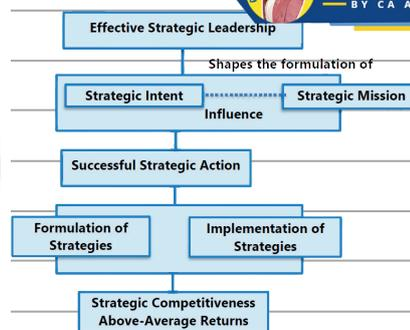 BY CA A
Effective Strategic Leadership
Shapes the formulation of
Strategic Intent
Strategic Mission
Influence
Successful Strategic Action
Formulation of
Strategies
Implementation of
Strategies
Strategic Competitiveness
Above-Average Returns